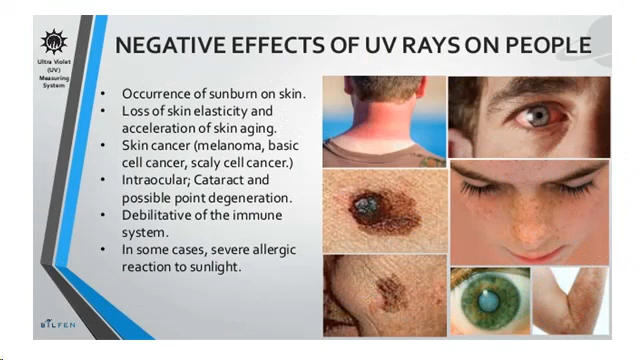 NEGATIVE EFFECTS OF UV RAYS ON PEOPLE
Ultra Violet
(UV)
Measuring
System
• Occurrence of sunburn on skin.
• Loss of skin elasticity and
acceleration of skin aging.
• Skin cancer (melanoma, basic
cell cancer, scaly cell cancer.)
• Intraocular; Cataract and
possible point degeneration.
• Debilitative of the immune
system.
• In some cases, severe allergic
reaction to sunlight.
BILFEN